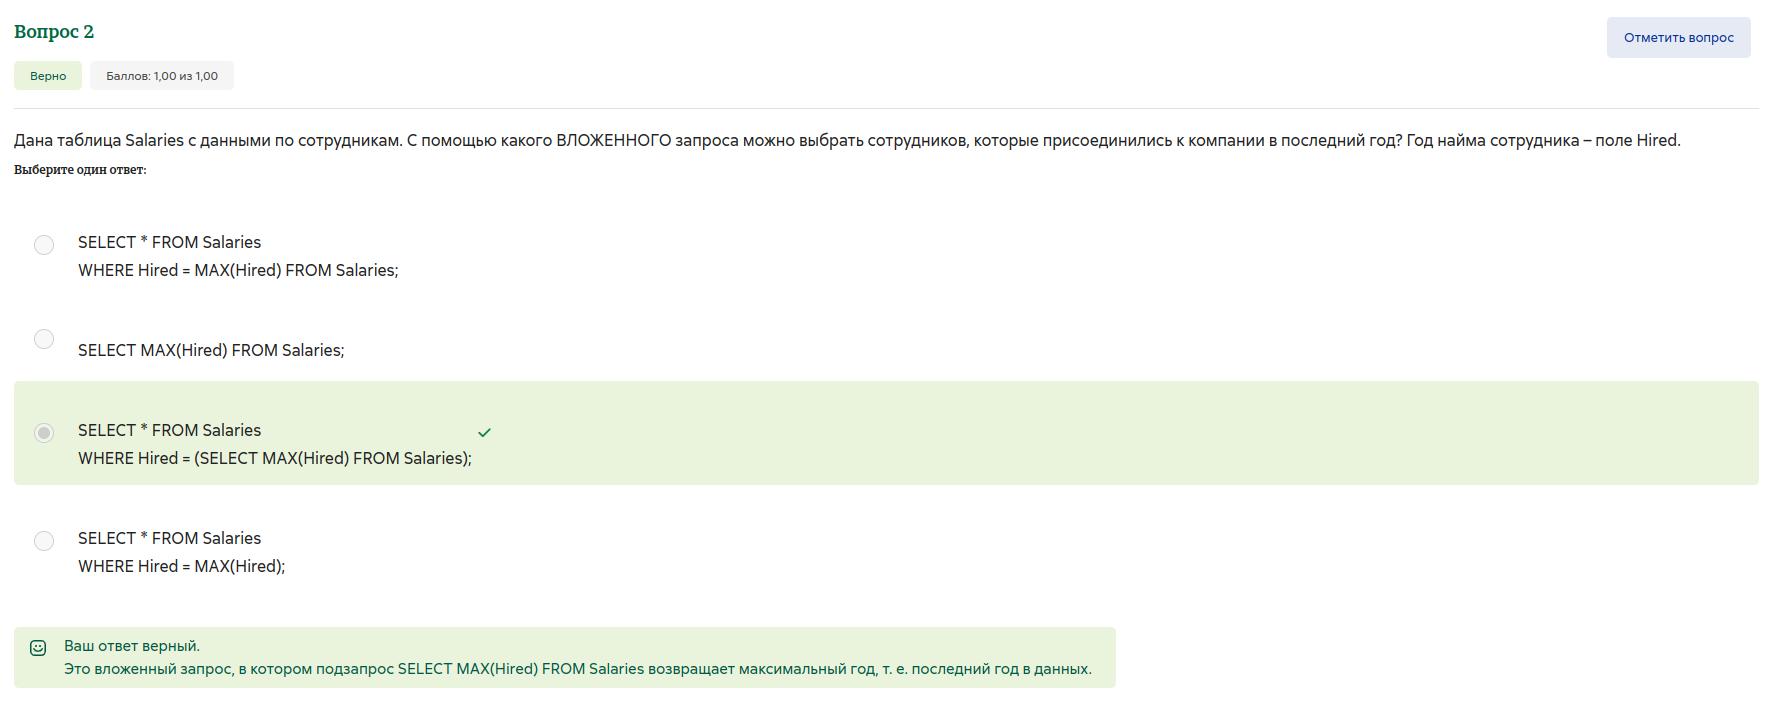 Вопрос 2
Отметить вопрос
Верно
Баллов: 1,00 из 1,00
Дана таблица Salaries с данными по сотрудникам. С помощью какого ВЛОЖЕННОГО запроса можно выбрать сотрудников, которые присоединились к компании в последний год? Год найма сотрудника – поле Hired.
Выберите один ответ:
SELECT * FROM Salaries
WHERE Hired = MAX(Hired) FROM Salaries;
SELECT MAX(Hired) FROM Salaries;
SELECT * FROM Salaries
WHERE Hired = (SELECT MAX(Hired) FROM Salaries);
SELECT * FROM Salaries
WHERE Hired = MAX(Hired);
Ваш ответ верный.
Это вложенный запрос, в котором подзапрос SELECT MAX(Hired) FROM Salaries возвращает максимальный год, т. е. последний год в данных.